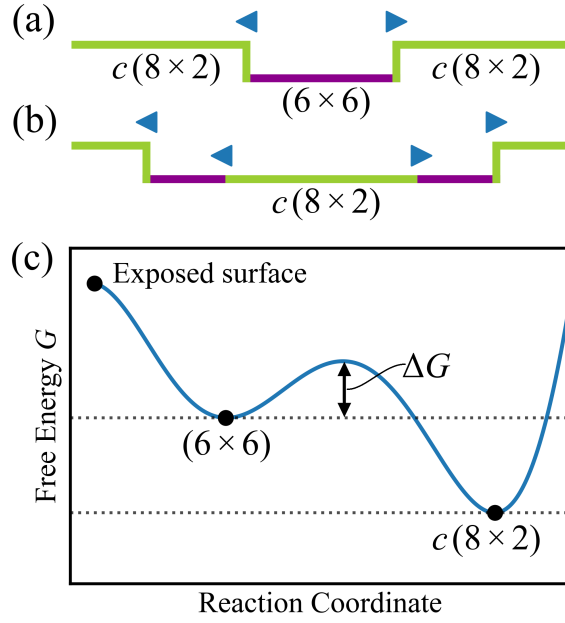 (a)
c(8 × 2) (6 × 6) c(8 × 2)
(b)
c(8 × 2)
(c)
Exposed surface
ΔG
(6 × 6)
c(8 × 2)
Free Energy G
Reaction Coordinate